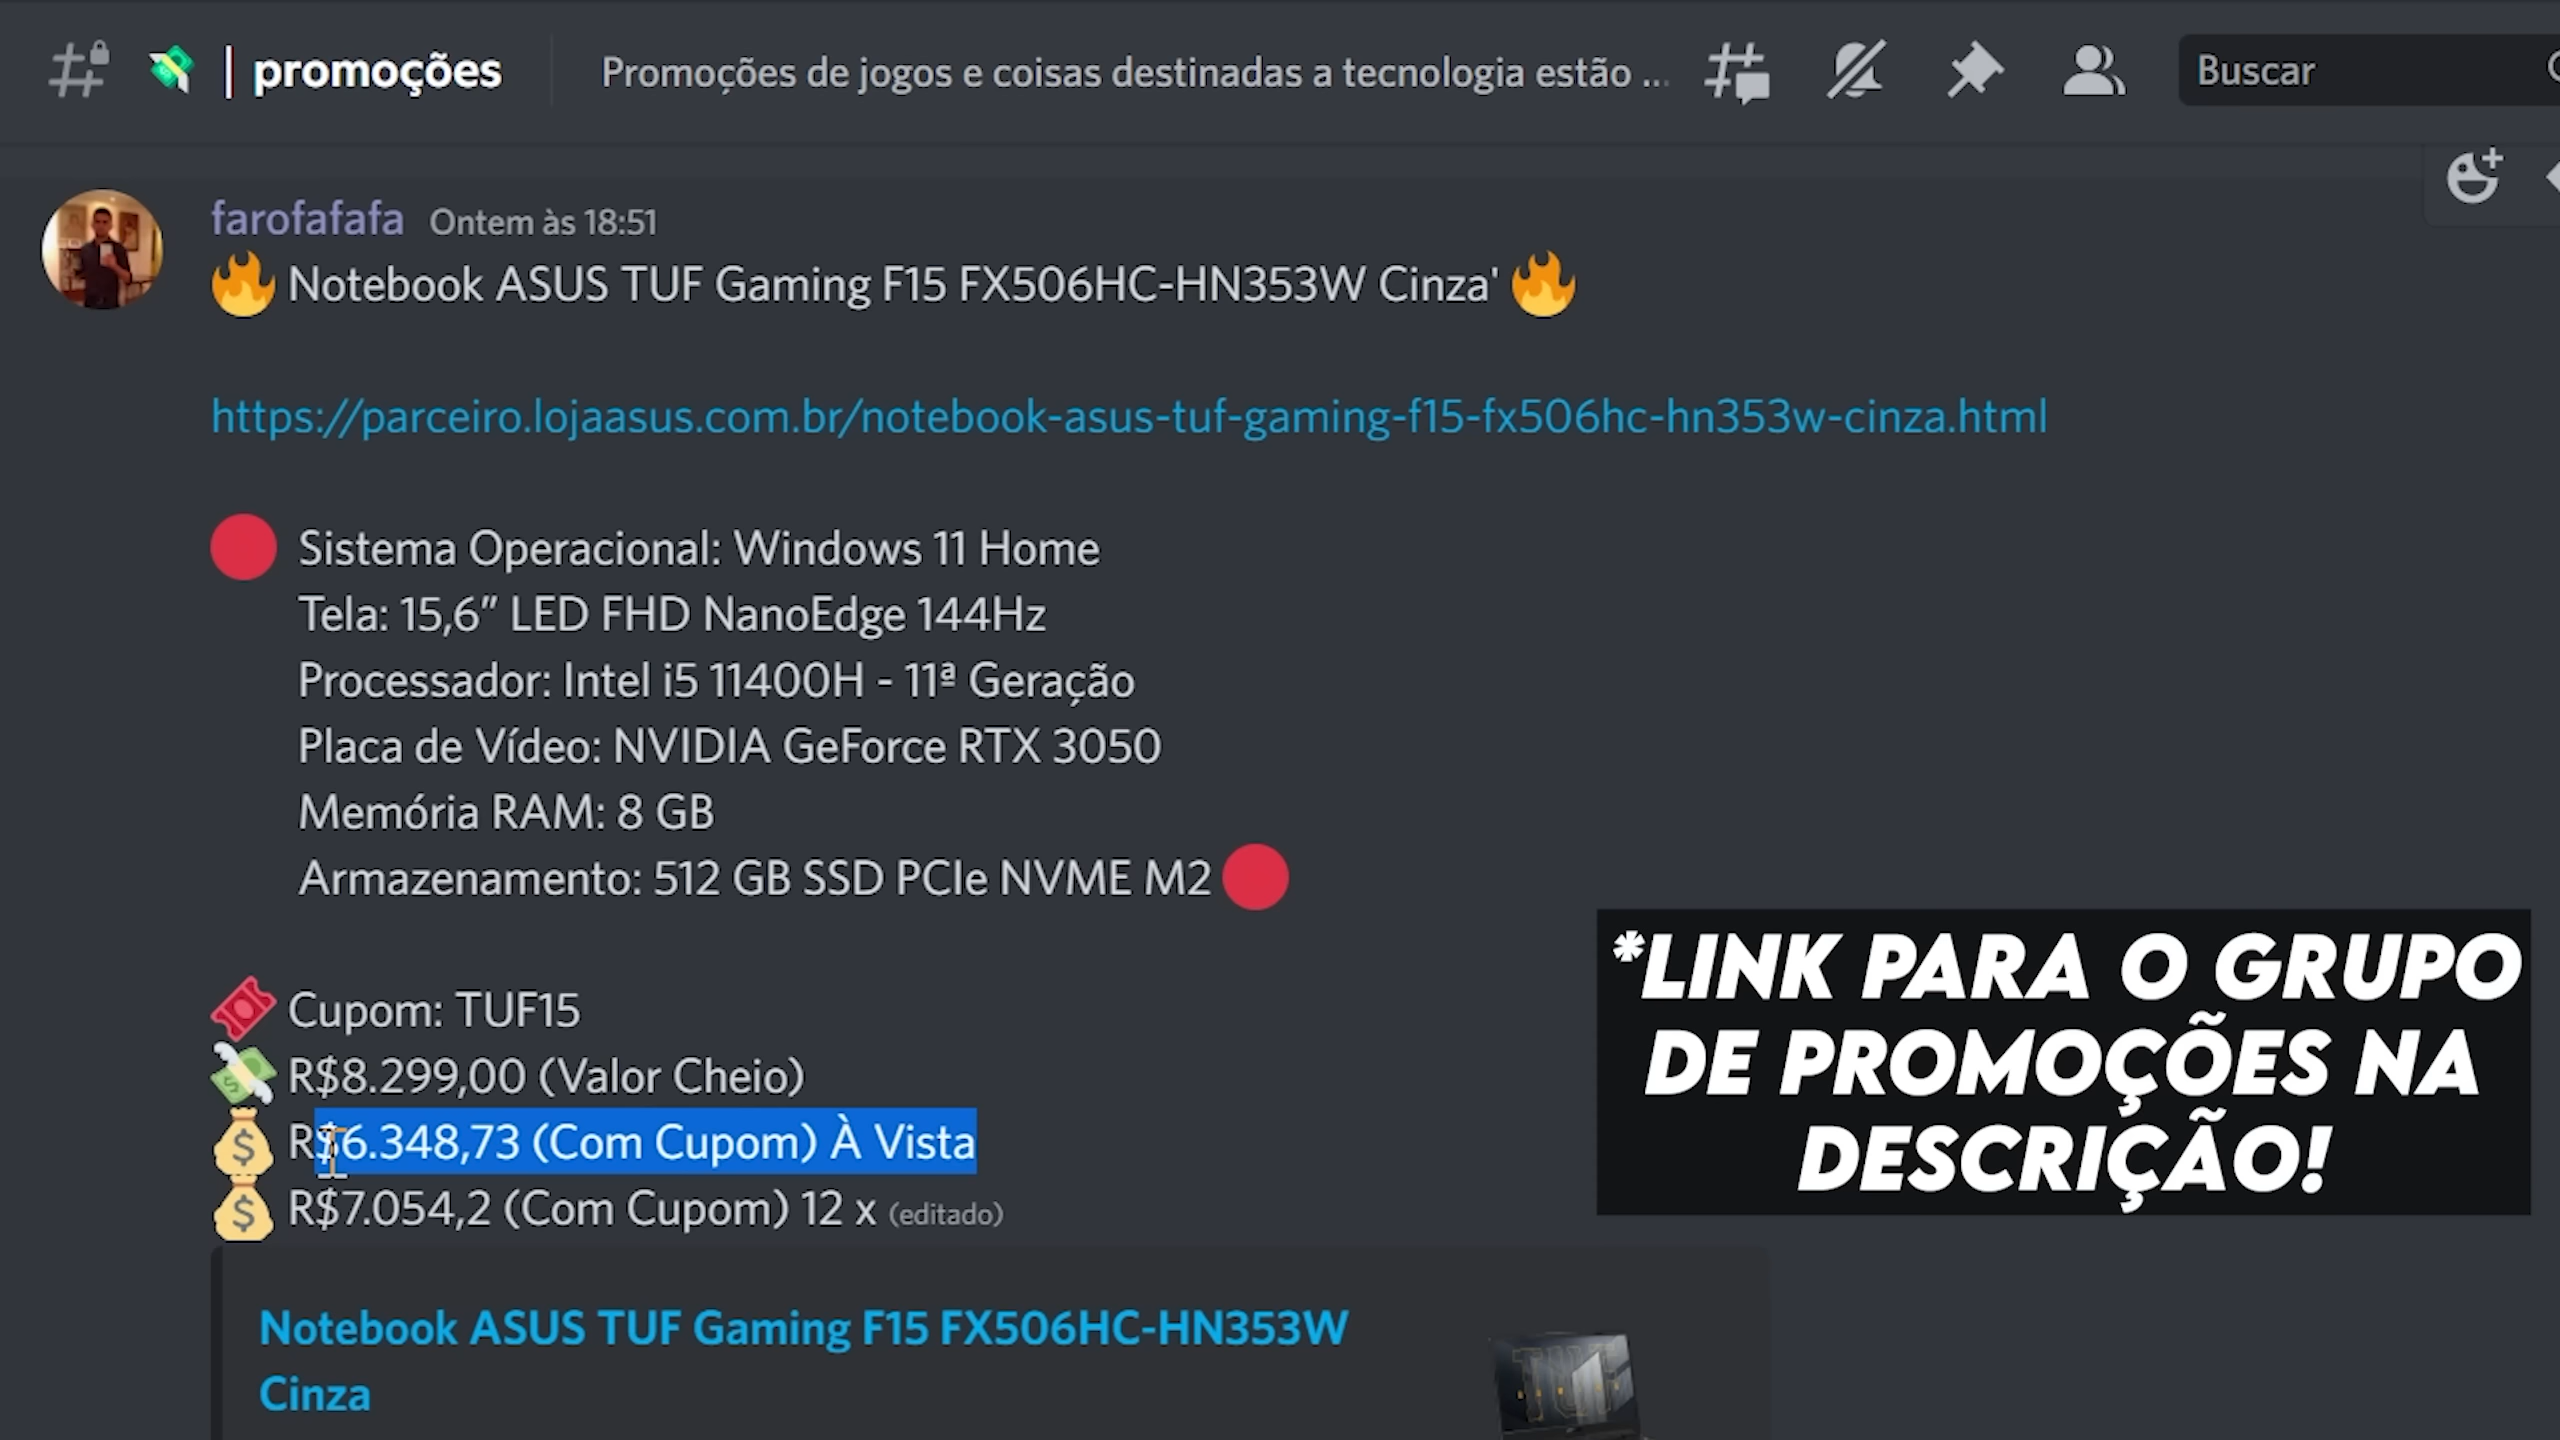 | promoções
Promoções de jogos e coisas destinadas a tecnologia estão ...
Buscar
farofafafa Ontem às 18:51
Notebook ASUS TUF Gaming F15 FX506HC-HN353W Cinza'
https://parceiro.lojaasus.com.br/notebook-asus-tuf-gaming-f15-fx506hc-hn353w-cinza.html
Sistema Operacional: Windows 11 Home
Tela: 15,6” LED FHD NanoEdge 144Hz
Processador: Intel i5 11400H - 11ª Geração
Placa de Vídeo: NVIDIA GeForce RTX 3050
Memória RAM: 8 GB
Armazenamento: 512 GB SSD PCIe NVME M2
Cupom: TUF15
R$8.299,00 (Valor Cheio)
R$6.348,73 (Com Cupom) À Vista
R$7.054,2 (Com Cupom) 12 x (editado)
*LINK PARA O GRUPO
DE PROMOÇÕES NA
DESCRIÇÃO!
Notebook ASUS TUF Gaming F15 FX506HC-HN353W
Cinza
TUF